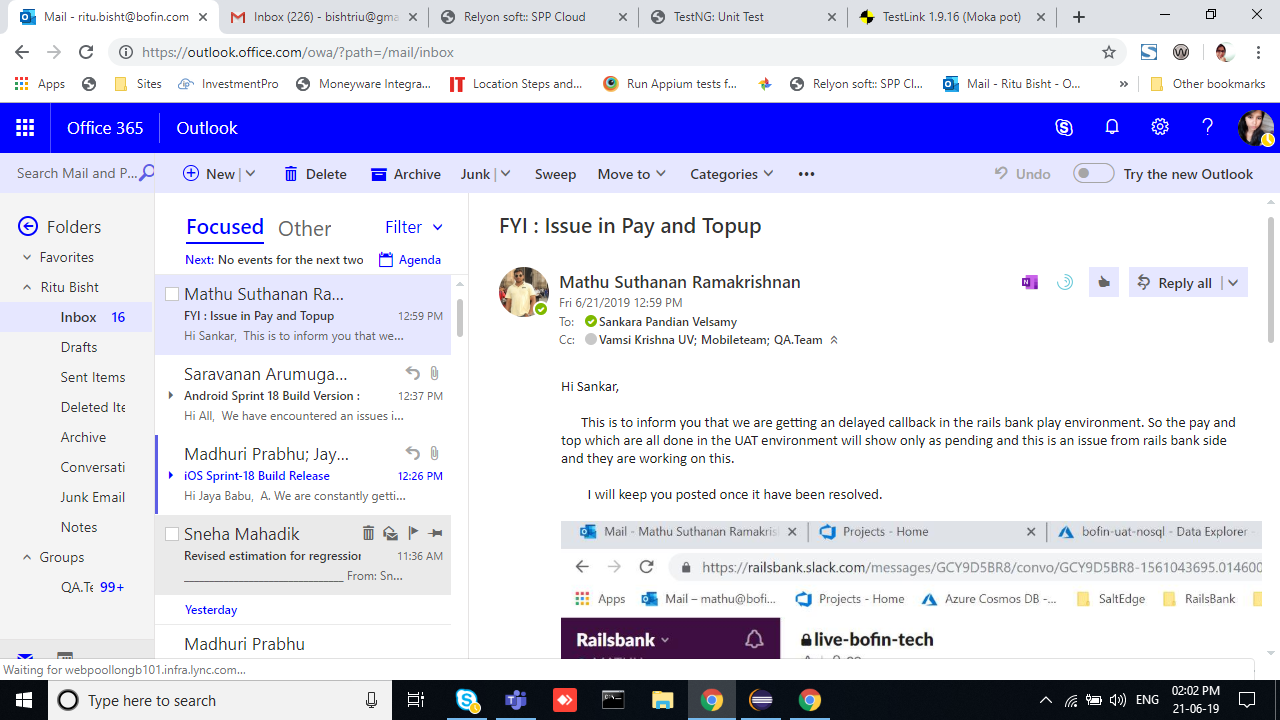 Mail - ritu.bisht@bofin.com
Inbox (226) - bishtriu@gma
Relyon soft:: SPP Cloud
TestNG: Unit Test
TestLink 1.9.16 (Moka pot)
https://outlook.office.com/owa/?path=/mail/inbox
Apps
Sites
InvestmentPro
Moneyware Integra...
Location Steps and...
Run Appium tests f...
Relyon soft:: SPP Cl...
Mail - Ritu Bisht - O...
»
Other bookmarks
Office 365
Outlook
Search Mail and P...
New
Delete
Archive
Junk
Sweep
Move to
Categories
Undo
Try the new Outlook
Folders
Favorites
Ritu Bisht
Inbox 16
Drafts
Sent Items
Deleted Ite
Archive
Conversati
Junk Email
Notes
Groups
QA.Te 99+
Focused Other Filter
Next: No events for the next two Agenda
Mathu Suthanan Ra...
FYI : Issue in Pay and Topup 12:59 PM
Hi Sankar, This is to inform you that we...
Saravanan Arumuga...
Android Sprint 18 Build Version : 12:37 PM
Hi All, We have encountered an issues i...
Madhuri Prabhu; Jay...
iOS Sprint-18 Build Release 12:26 PM
Hi Jaya Babu, A. We are constantly getti...
Sneha Mahadik
Revised estimation for regression 11:36 AM
________________________________ From: Sn...
Yesterday
Madhuri Prabhu
FYI : Issue in Pay and Topup
Mathu Suthanan Ramakrishnan
Fri 6/21/2019 12:59 PM
To: Sankara Pandian Velsamy
Cc: Vamsi Krishna UV; Mobileteam; QA.Team
Reply all
Hi Sankar,
This is to inform you that we are getting an delayed callback in the rails bank play environment. So the pay and
top which are all done in the UAT environment will show only as pending and this is an issue from rails bank side
and they are working on this.
I will keep you posted once it have been resolved.
Mail - Mathu Suthanan Ramakris
Projects - Home
bofin-uat-nosql - Data Explorer -
https://railsbank.slack.com/messages/GCY9D5BR8/convo/GCY9D5BR8-1561043695.014600
Apps
Mail – mathu@bofi...
Projects - Home
Azure Cosmos DB -...
SaltEdge
RailsBank
Railsbank
live-bofin-tech
Waiting for webpoollongb101.infra.lync.com...
Type here to search
ENG
02:02 PM
21-06-19